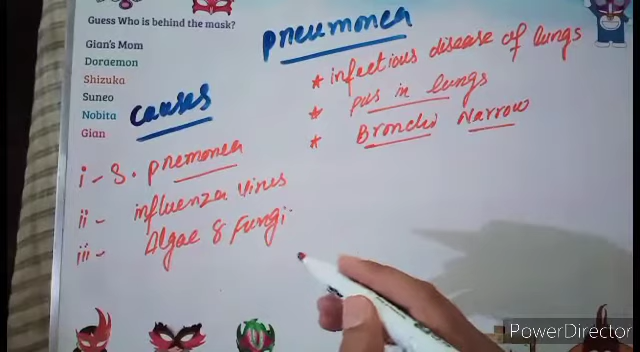 Guess Who is behind the mask?
Gian's Mom
Doraemon
Shizuka
Suneo
Nobita
Gian
pneumonea
* infectious disease of lungs
* pus in lungs
* Bronchi Narrow
causes
i - S. pnemonea
ii - influenza virus
iii - Algae & Fungi
PowerDirector